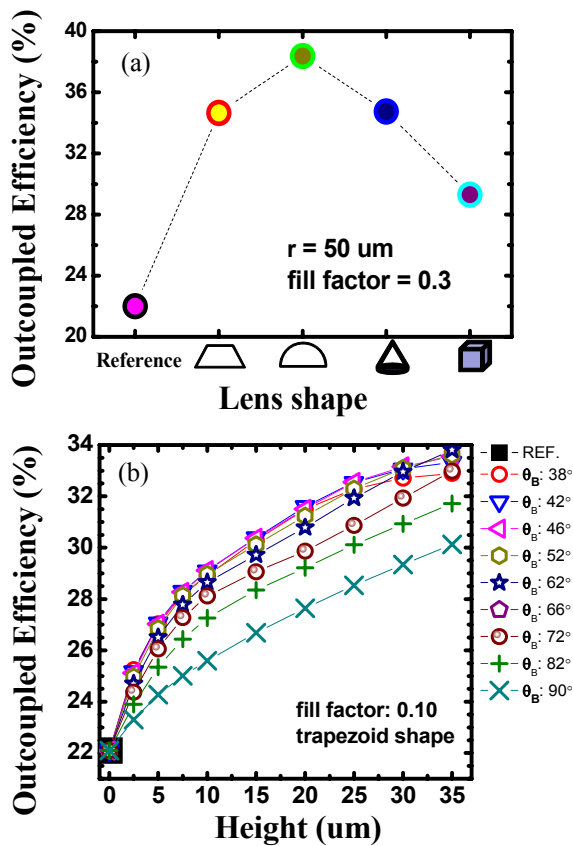 Outcoupled Efficiency (%)
40
36
32
28
24
20
(a)
r = 50 um
fill factor = 0.3
Reference
Lens shape
Outcoupled Efficiency (%)
34
32
30
28
26
24
22
(b)
fill factor: 0.10
trapezoid shape
0 5 10 15 20 25 30 35
Height (um)
REF.
θB: 38°
θB: 42°
θB: 46°
θB: 52°
θB: 62°
θB: 66°
θB: 72°
θB: 82°
θB: 90°